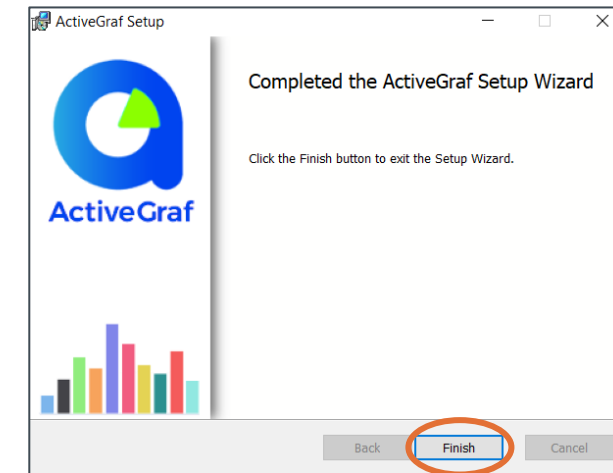 ActiveGraf Setup
Completed the ActiveGraf Setup Wizard
Click the Finish button to exit the Setup Wizard.
ActiveGraf
Back
Finish
Cancel